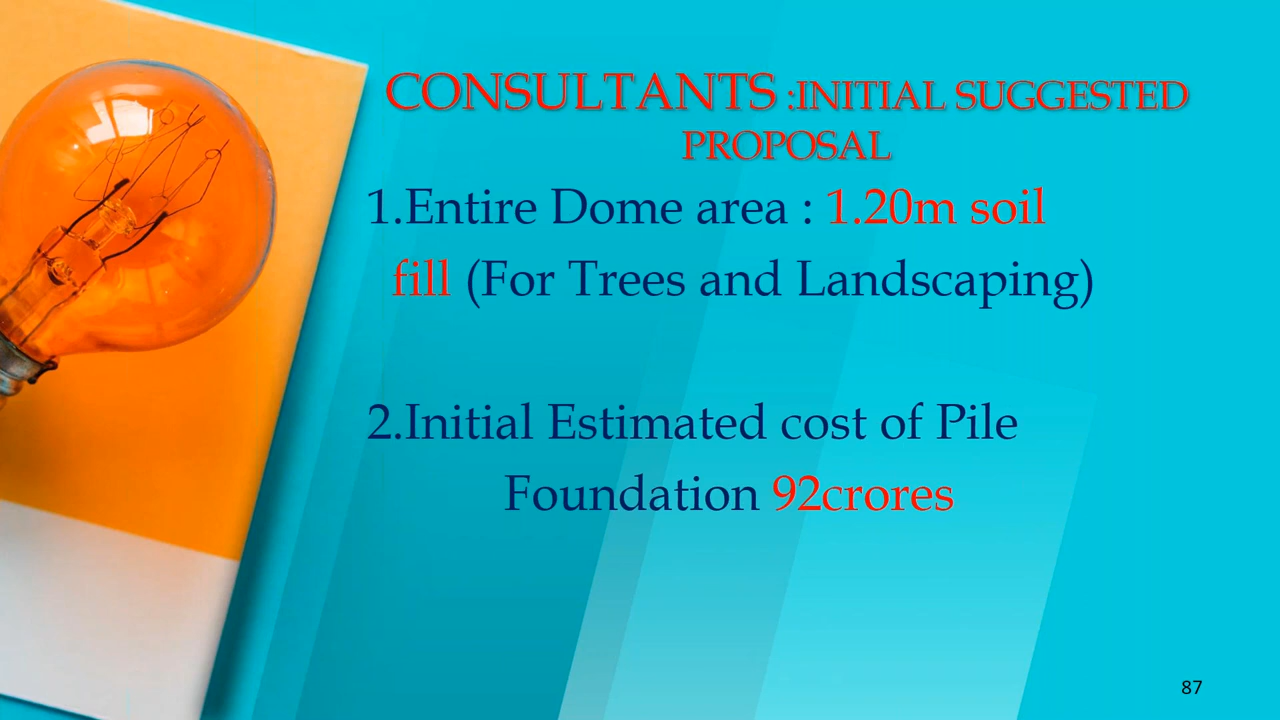 CONSULTANTS :INITIAL SUGGESTED
PROPOSAL
1.Entire Dome area : 1.20m soil
fill (For Trees and Landscaping)
2.Initial Estimated cost of Pile
Foundation 92crores
87